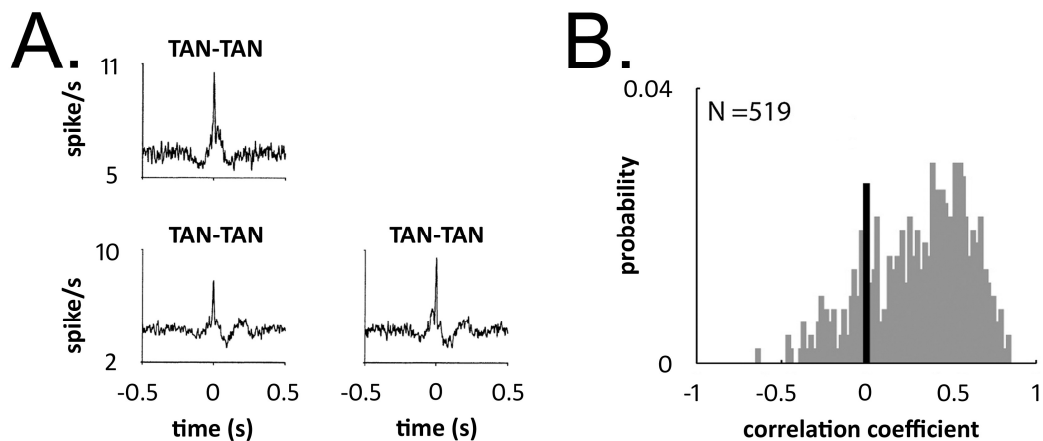 A.
TAN-TAN
11
spike/s
5
TAN-TAN
TAN-TAN
10
spike/s
2
-0.5 0 0.5
-0.5 0 0.5
time (s)
time (s)
B.
0.04
N =519
probability
0
-1 -0.5 0 0.5 1
correlation coefficient